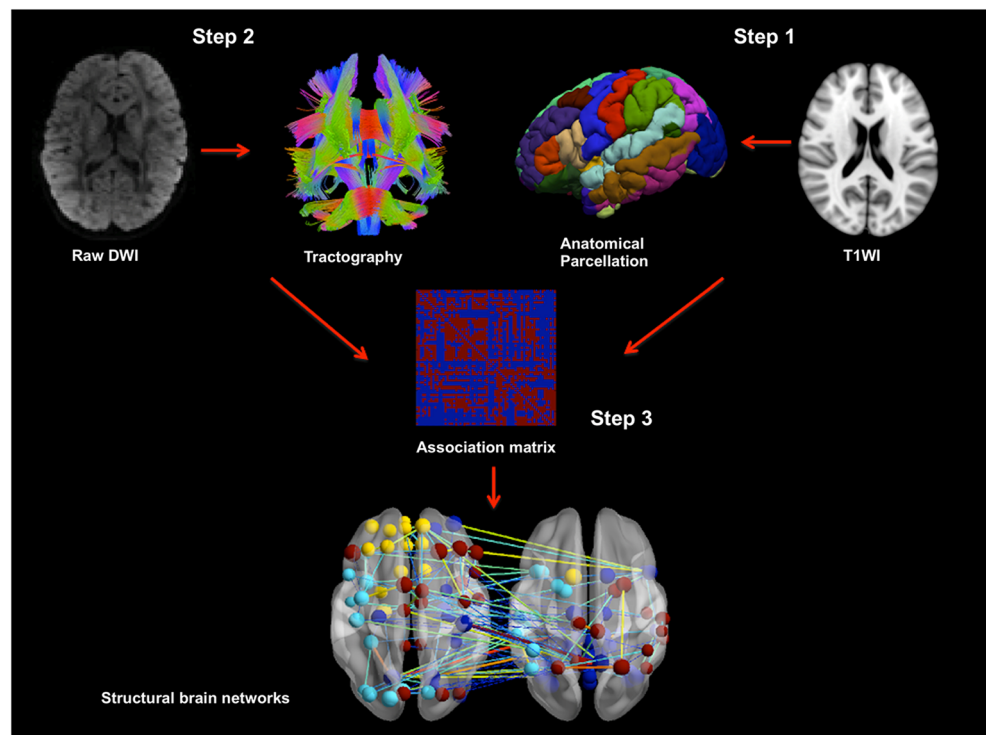 Step 2
Step 1
Raw DWI
Tractography
Anatomical
Parcellation
T1WI
Step 3
Association matrix
Structural brain networks